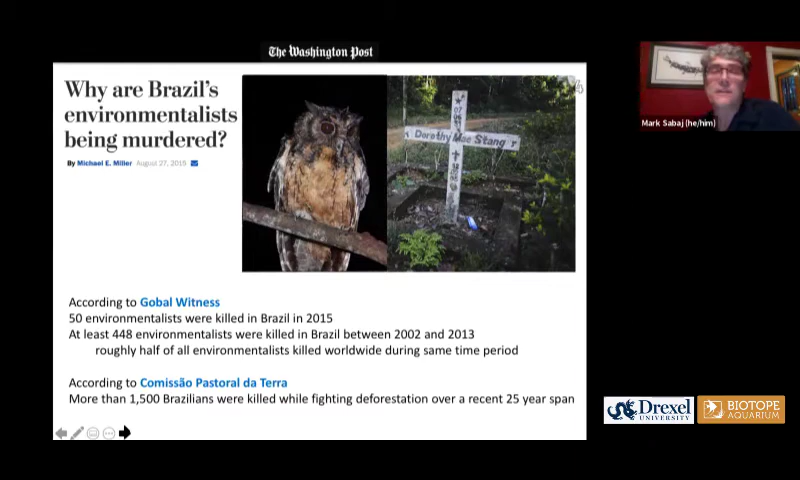 The Washington Post
Why are Brazil's
environmentalists
being murdered?
By Michael E. Miller August 27, 2015
Dorothy Mae Stang
According to Gobal Witness
50 environmentalists were killed in Brazil in 2015
At least 448 environmentalists were killed in Brazil between 2002 and 2013
roughly half of all environmentalists killed worldwide during same time period
According to Comissão Pastoral da Terra
More than 1,500 Brazilians were killed while fighting deforestation over a recent 25 year span
Mark Sabaj (he/him)
Drexel
UNIVERSITY
BIOTOPE
AQUARIUM